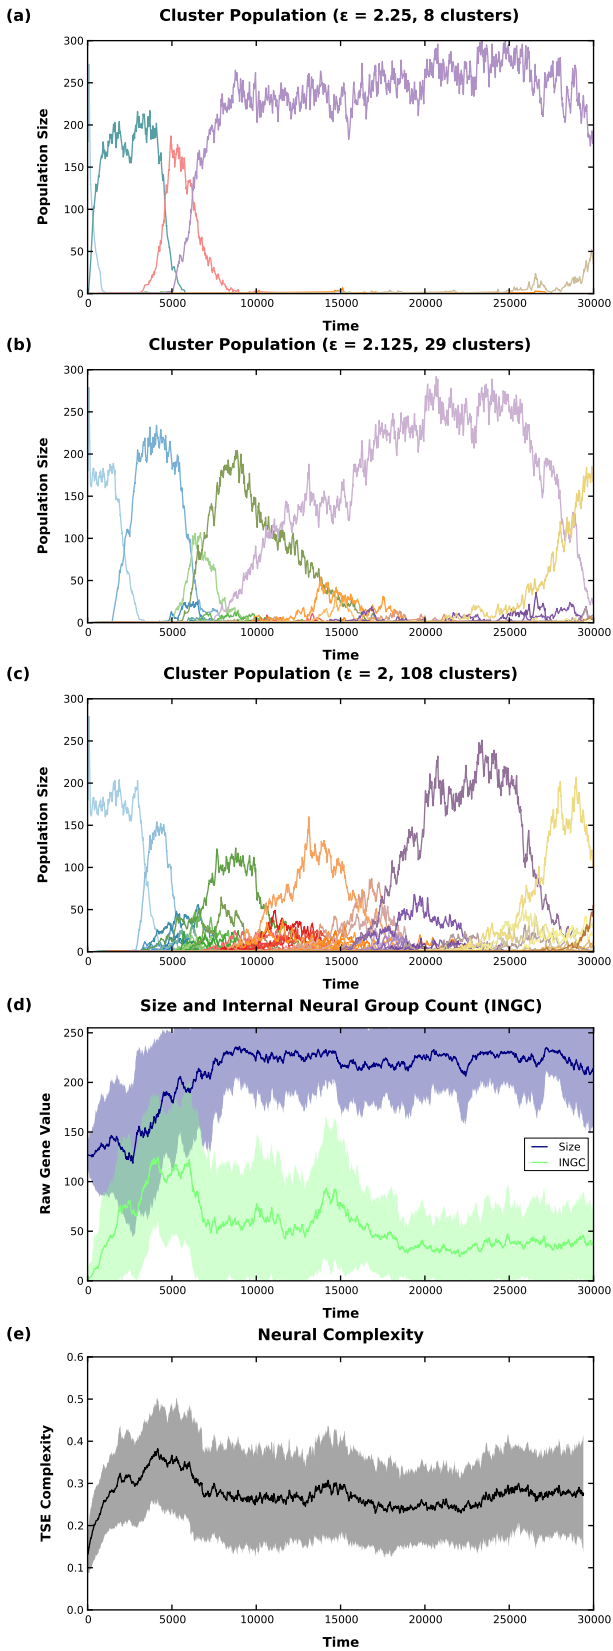 (a)
Cluster Population (ε = 2.25, 8 clusters)
300
250
200
150
100
50
0
Population Size
0 5000 10000 15000 20000 25000 30000
Time
(b)
Cluster Population (ε = 2.125, 29 clusters)
300
250
200
150
100
50
0
Population Size
0 5000 10000 15000 20000 25000 30000
Time
(c)
Cluster Population (ε = 2, 108 clusters)
300
250
200
150
100
50
0
Population Size
0 5000 10000 15000 20000 25000 30000
Time
(d)
Size and Internal Neural Group Count (INGC)
250
200
150
100
50
0
Raw Gene Value
Size
INGC
0 5000 10000 15000 20000 25000 30000
Time
(e)
Neural Complexity
0.6
0.5
0.4
0.3
0.2
0.1
0.0
TSE Complexity
0 5000 10000 15000 20000 25000 30000
Time